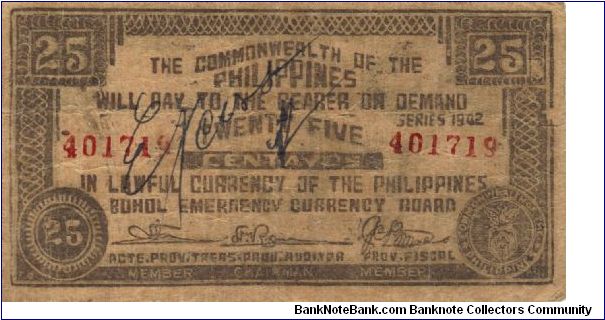 25 25
THE COMMONWEALTH OF THE
PHILIPPINES
WILL PAY TO THE BEARER ON DEMAND
TWENTY FIVE
SERIES 1942
401719 401719
CENTAVOS
IN LAWFUL CURRENCY OF THE PHILIPPINES
BOHOL EMERGENCY CURRENCY BOARD
25
ACTG. PROV. TREAS. PROV. AUDITOR PROV. FISCAL
MEMBER CHAIRMAN MEMBER
BankNoteBank.com Banknote Collectors Community